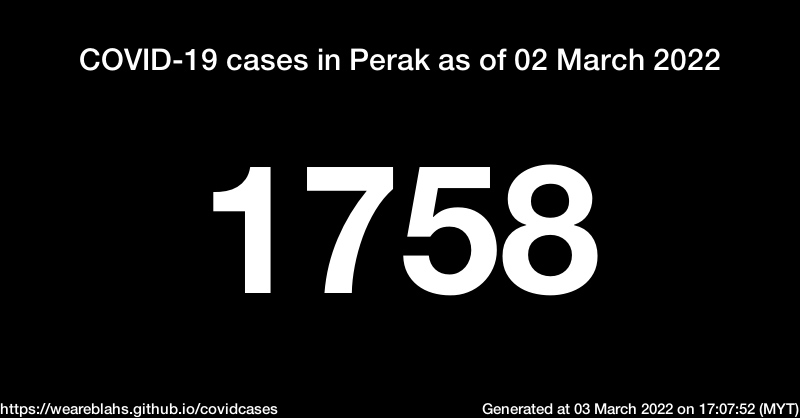 COVID-19 cases in Perak as of 02 March 2022
1758
https://weareblahs.github.io/covidcases
Generated at 03 March 2022 on 17:07:52 (MYT)